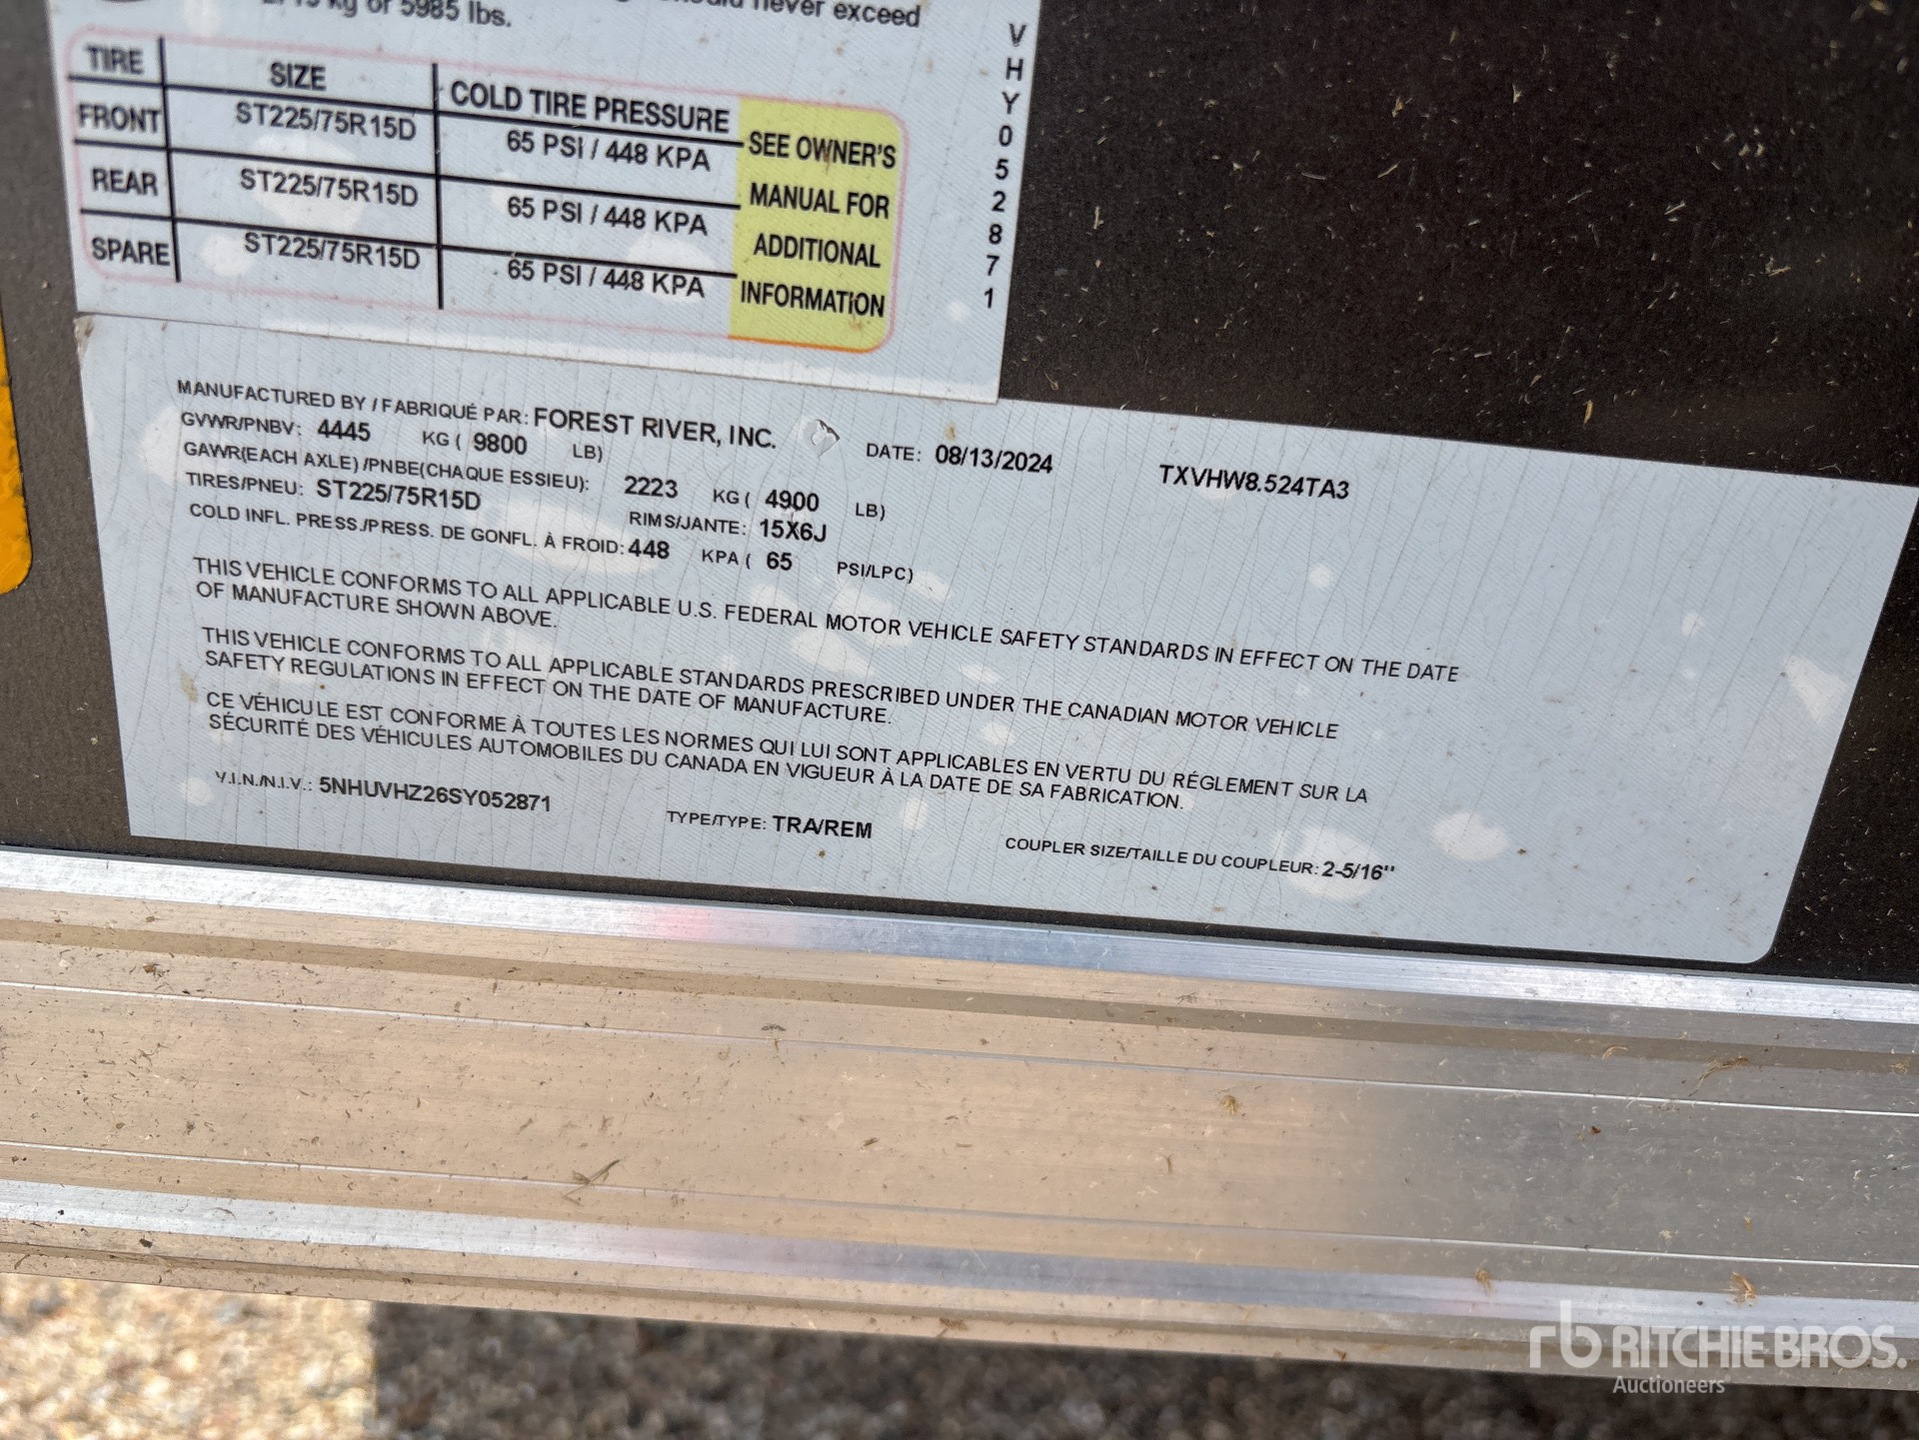 kg or 5985 lbs.
never exceed
TIRE SIZE COLD TIRE PRESSURE
FRONT ST225/75R15D 65 PSI / 448 KPA
REAR ST225/75R15D 65 PSI / 448 KPA
SPARE ST225/75R15D 65 PSI / 448 KPA
SEE OWNER'S
MANUAL FOR
ADDITIONAL
INFORMATION
VHY052871
MANUFACTURED BY / FABRIQUÉ PAR: FOREST RIVER, INC. DATE: 08/13/2024 TXVHW8.524TA3
GVWR/PNBV: 4445 KG ( 9800 LB)
GAWR(EACH AXLE) /PNBE(CHAQUE ESSIEU): 2223 KG ( 4900 LB)
TIRES/PNEU: ST225/75R15D RIMS/JANTE: 15X6J
COLD INFL. PRESS./PRESS. DE GONFL. À FROID: 448 KPA ( 65 PSI/LPC)
THIS VEHICLE CONFORMS TO ALL APPLICABLE U.S. FEDERAL MOTOR VEHICLE SAFETY STANDARDS IN EFFECT ON THE DATE
OF MANUFACTURE SHOWN ABOVE.
THIS VEHICLE CONFORMS TO ALL APPLICABLE STANDARDS PRESCRIBED UNDER THE CANADIAN MOTOR VEHICLE
SAFETY REGULATIONS IN EFFECT ON THE DATE OF MANUFACTURE.
CE VÉHICULE EST CONFORME À TOUTES LES NORMES QUI LUI SONT APPLICABLES EN VERTU DU RÉGLEMENT SUR LA
SÉCURITÉ DES VÉHICULES AUTOMOBILES DU CANADA EN VIGUEUR À LA DATE DE SA FABRICATION.
V.I.N./N.I.V.: 5NHUVHZ26SY052871 TYPE/TYPE: TRA/REM COUPLER SIZE/TAILLE DU COUPLEUR: 2-5/16"
rb RITCHIE BROS.
Auctioneers